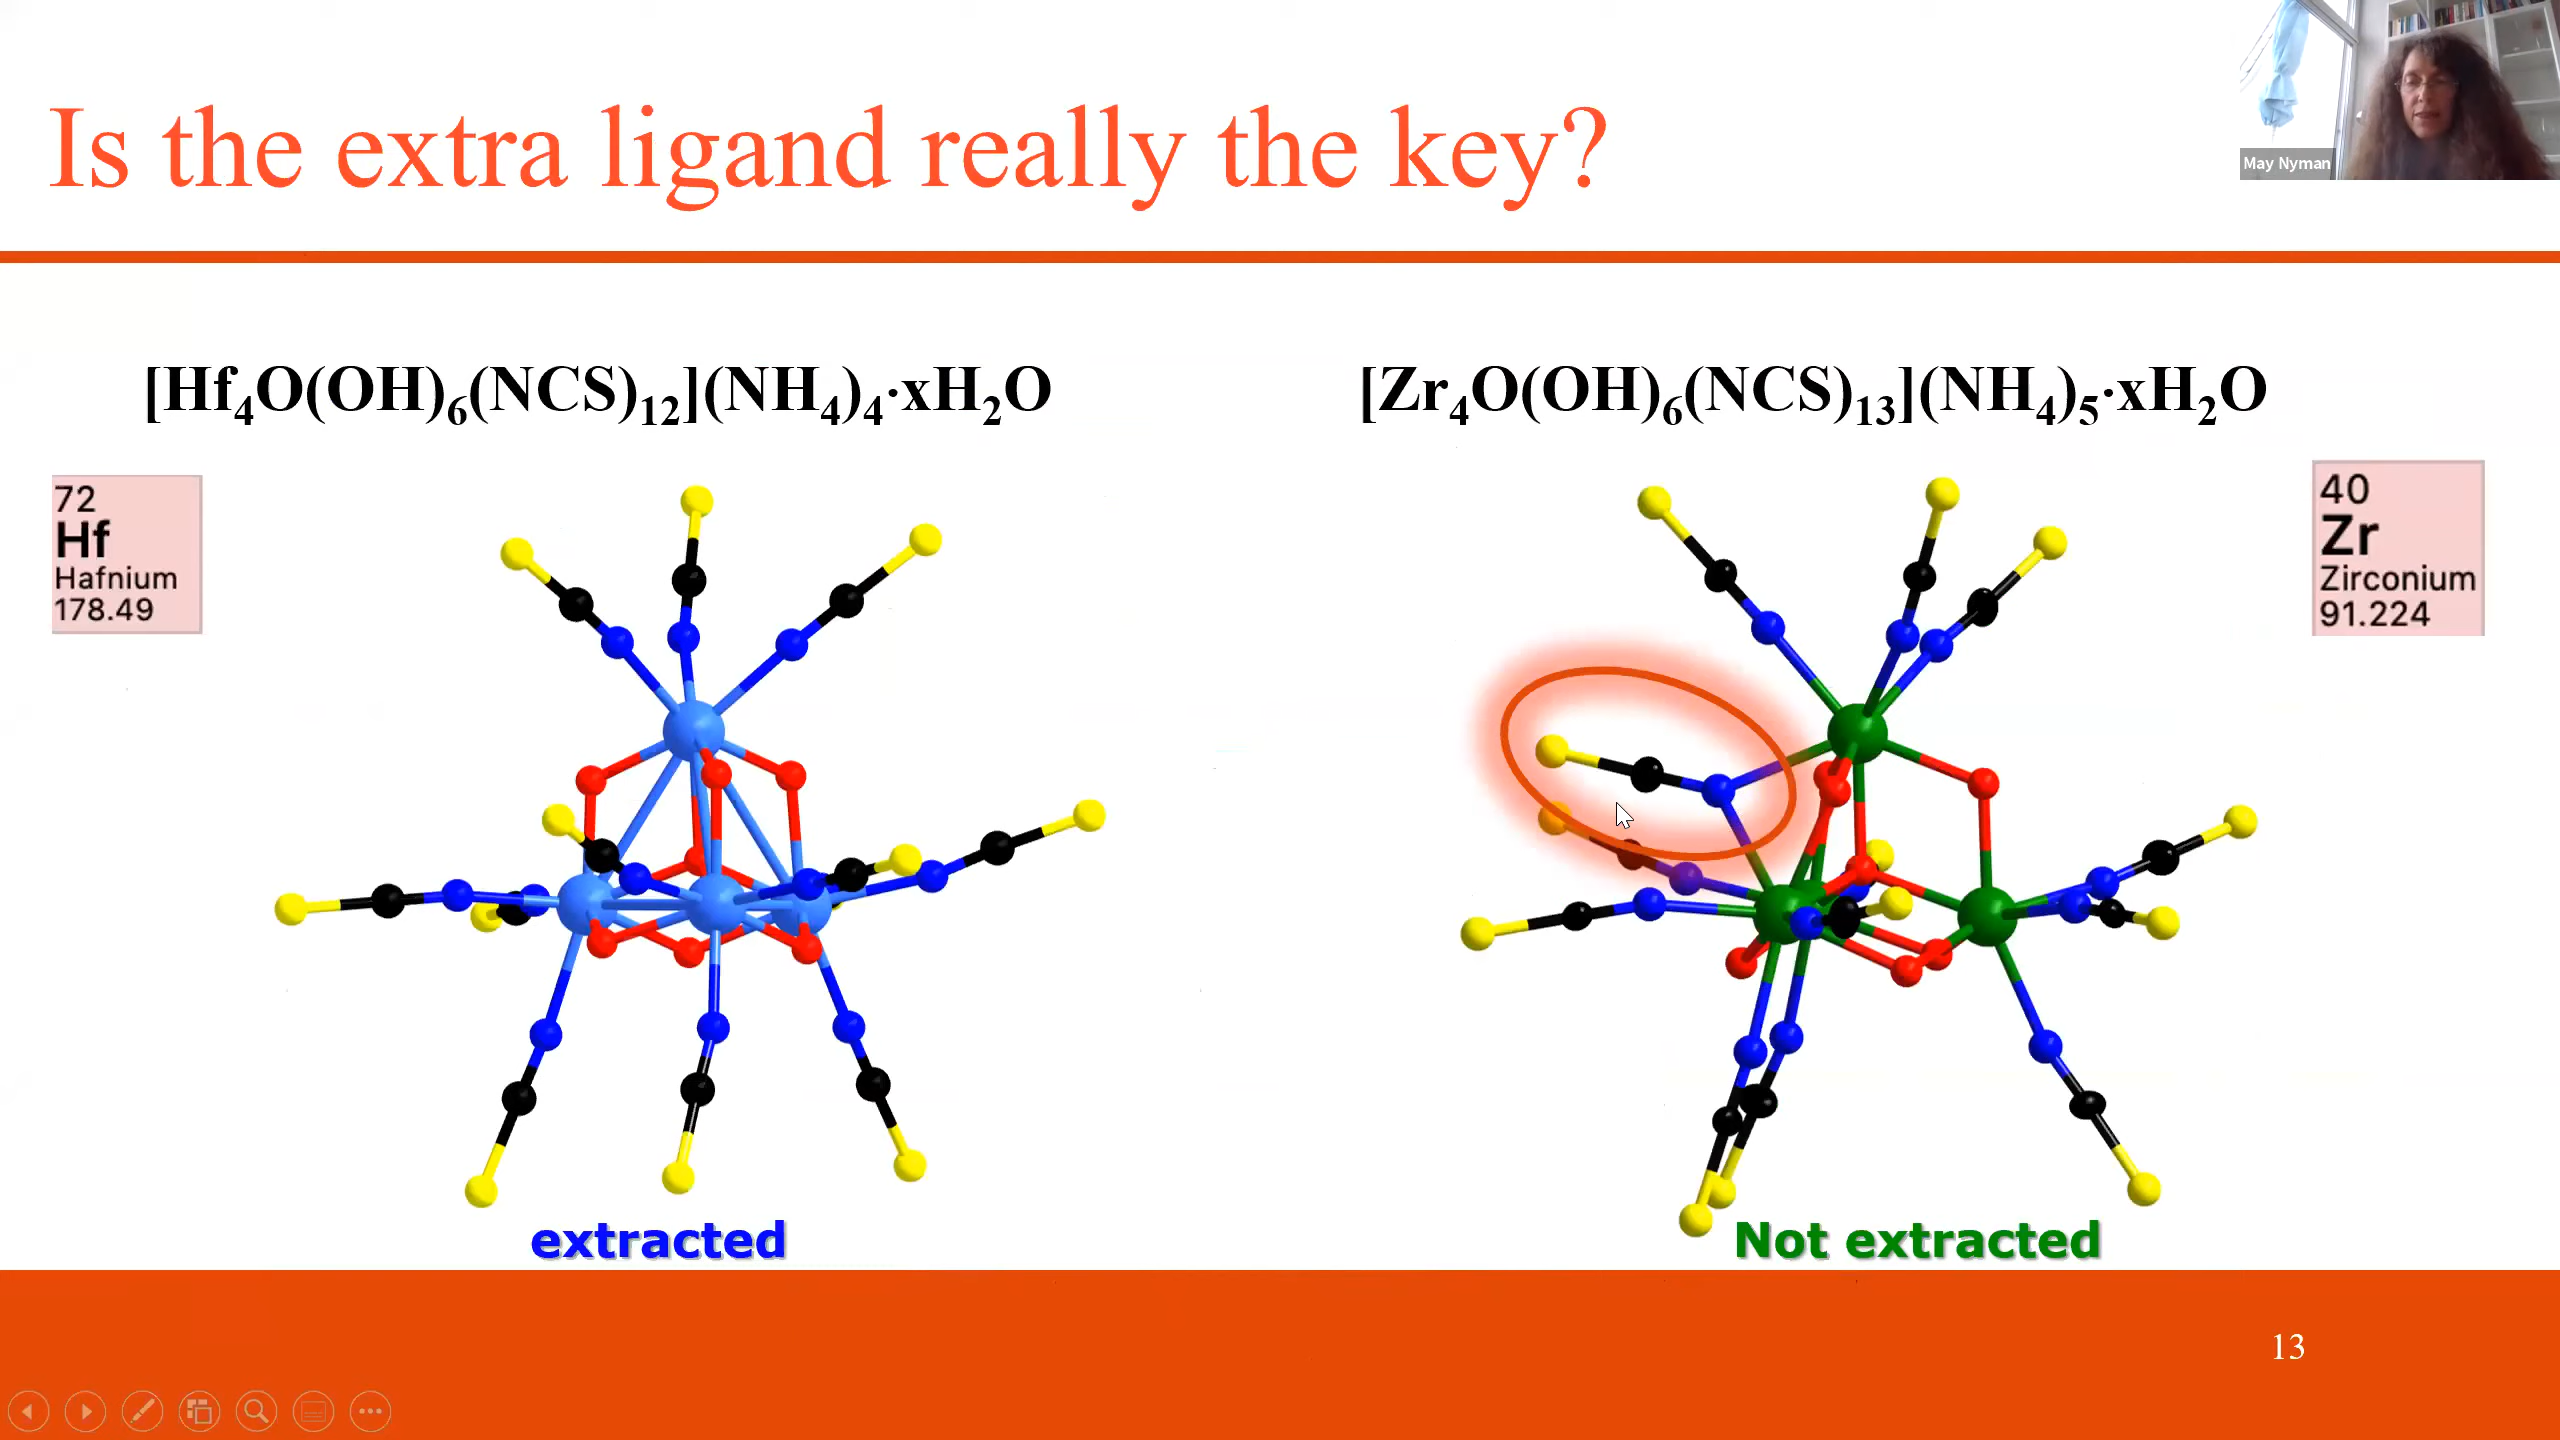 Is the extra ligand really the key?
May Nyman
[Hf₄O(OH)₆(NCS)₁₂](NH₄)₄·xH₂O
[Zr₄O(OH)₆(NCS)₁₃](NH₄)₅·xH₂O
72
Hf
Hafnium
178.49
40
Zr
Zirconium
91.224
extracted
Not extracted
13